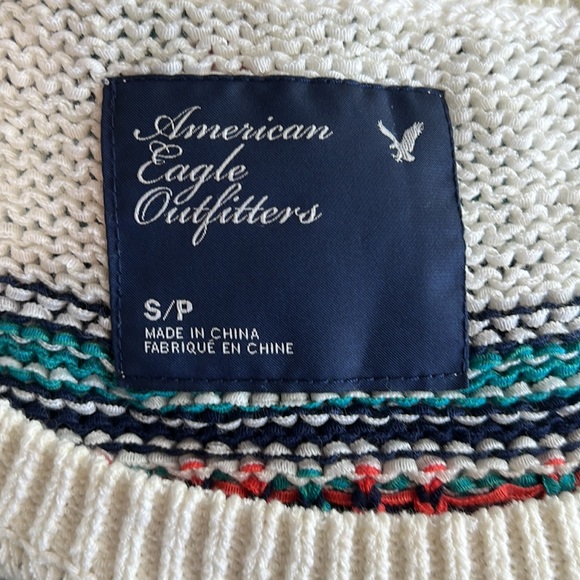 American
Eagle
Outfitters
S/P
MADE IN CHINA
FABRIQUÉ EN CHINE